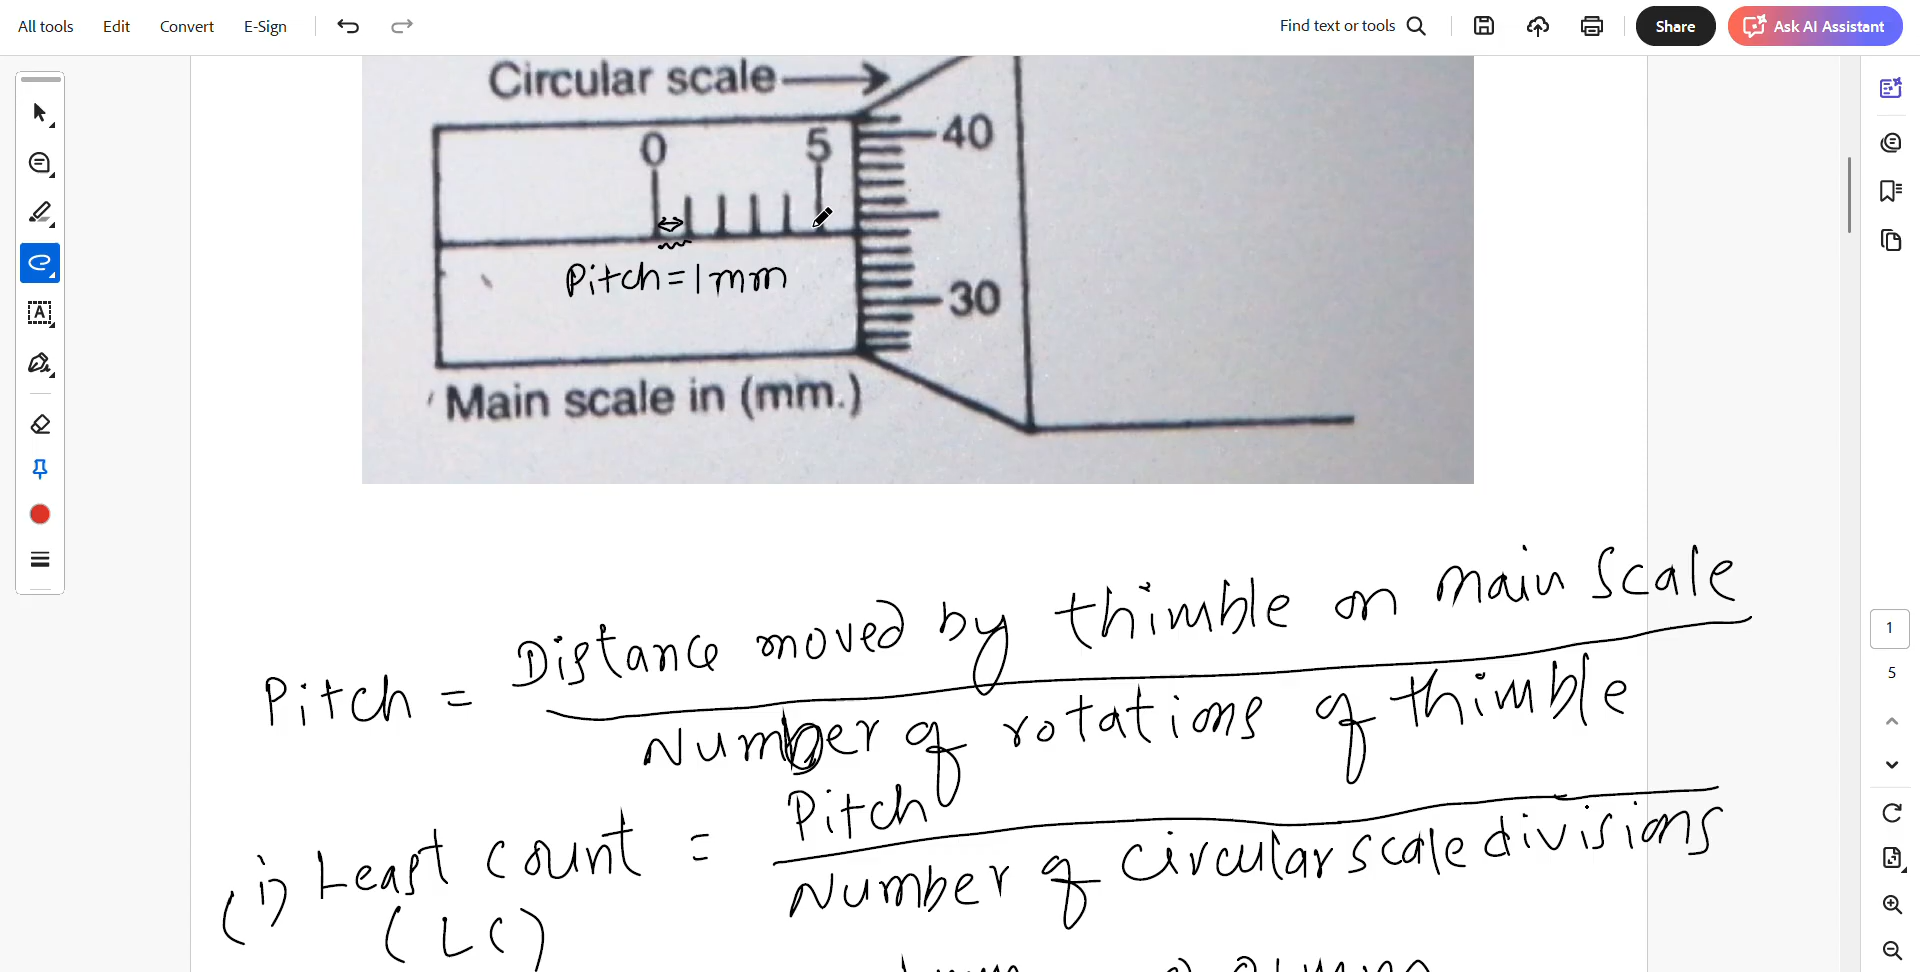 All tools Edit Convert E-Sign Find text or tools Share Ask AI Assistant
Circular scale
0 5 40
Pitch = 1 mm 30
Main scale in (mm.)
Pitch = Distance moved by thimble on main scale
Number of rotations of thimble
(i) Least count = Pitch
Number of circular scale divisions
(LC)
1
5